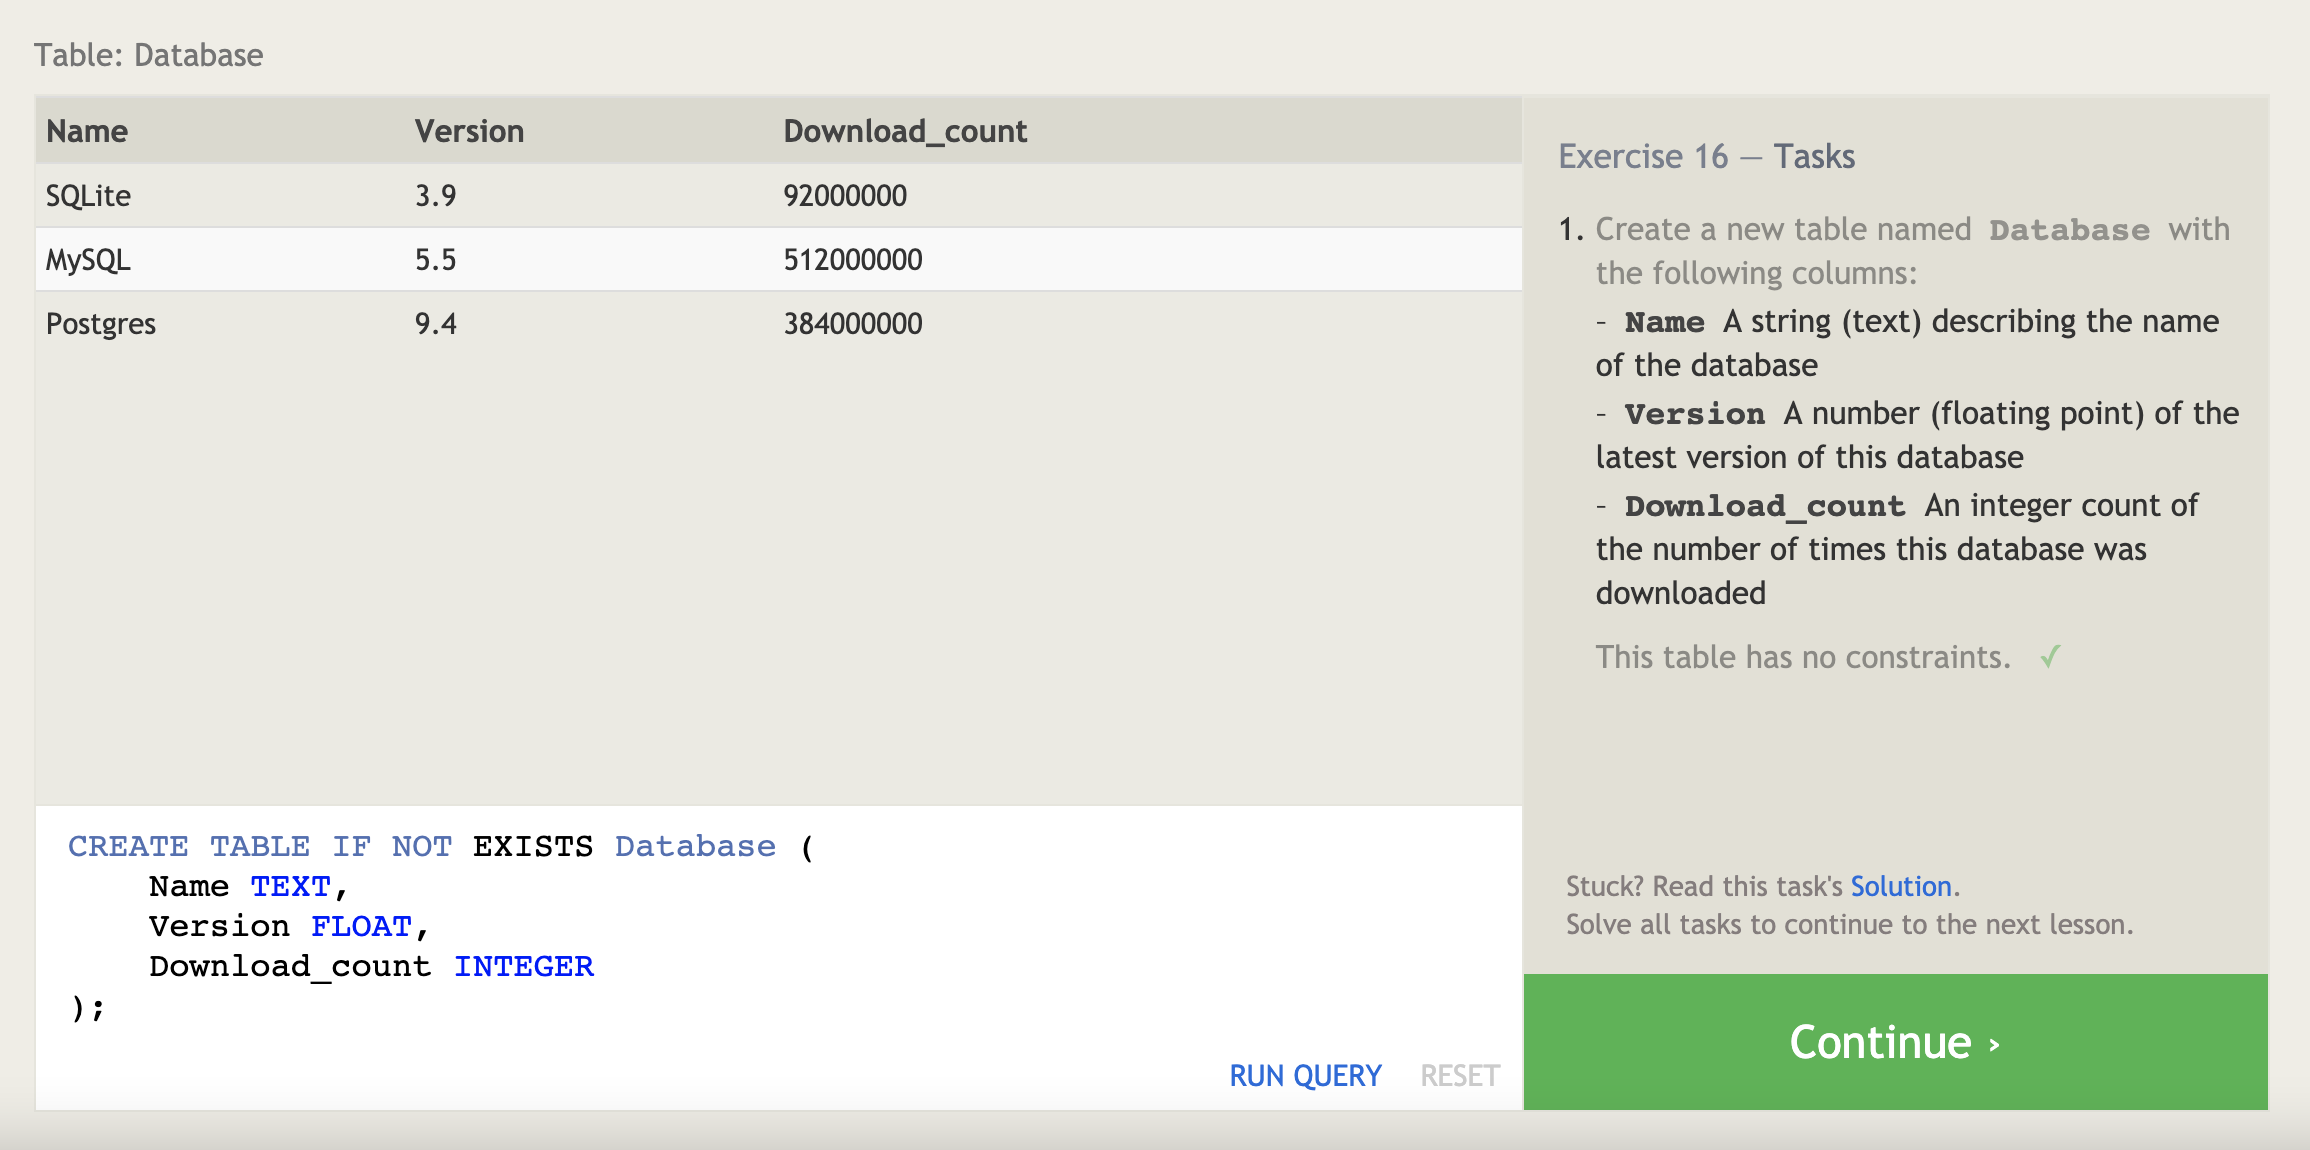 Table: Database
Name Version Download_count
SQLite 3.9 92000000
MySQL 5.5 512000000
Postgres 9.4 384000000
CREATE TABLE IF NOT EXISTS Database (
    Name TEXT,
    Version FLOAT,
    Download_count INTEGER
);
RUN QUERY RESET
Exercise 16 — Tasks
1. Create a new table named Database with
the following columns:
– Name A string (text) describing the name
of the database
– Version A number (floating point) of the
latest version of this database
– Download_count An integer count of
the number of times this database was
downloaded
This table has no constraints. ✓
Stuck? Read this task's Solution.
Solve all tasks to continue to the next lesson.
Continue ›